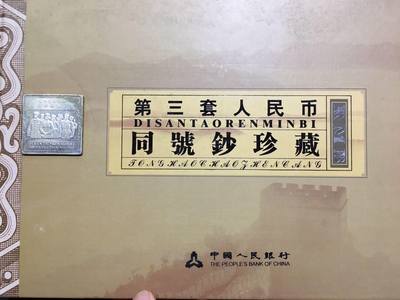 第三套人民币
DISANTAORENMINBI
同號鈔珍藏
TONGHAOCHAOZHENCANG
中國人民銀行
THE PEOPLE'S BANK OF CHINA